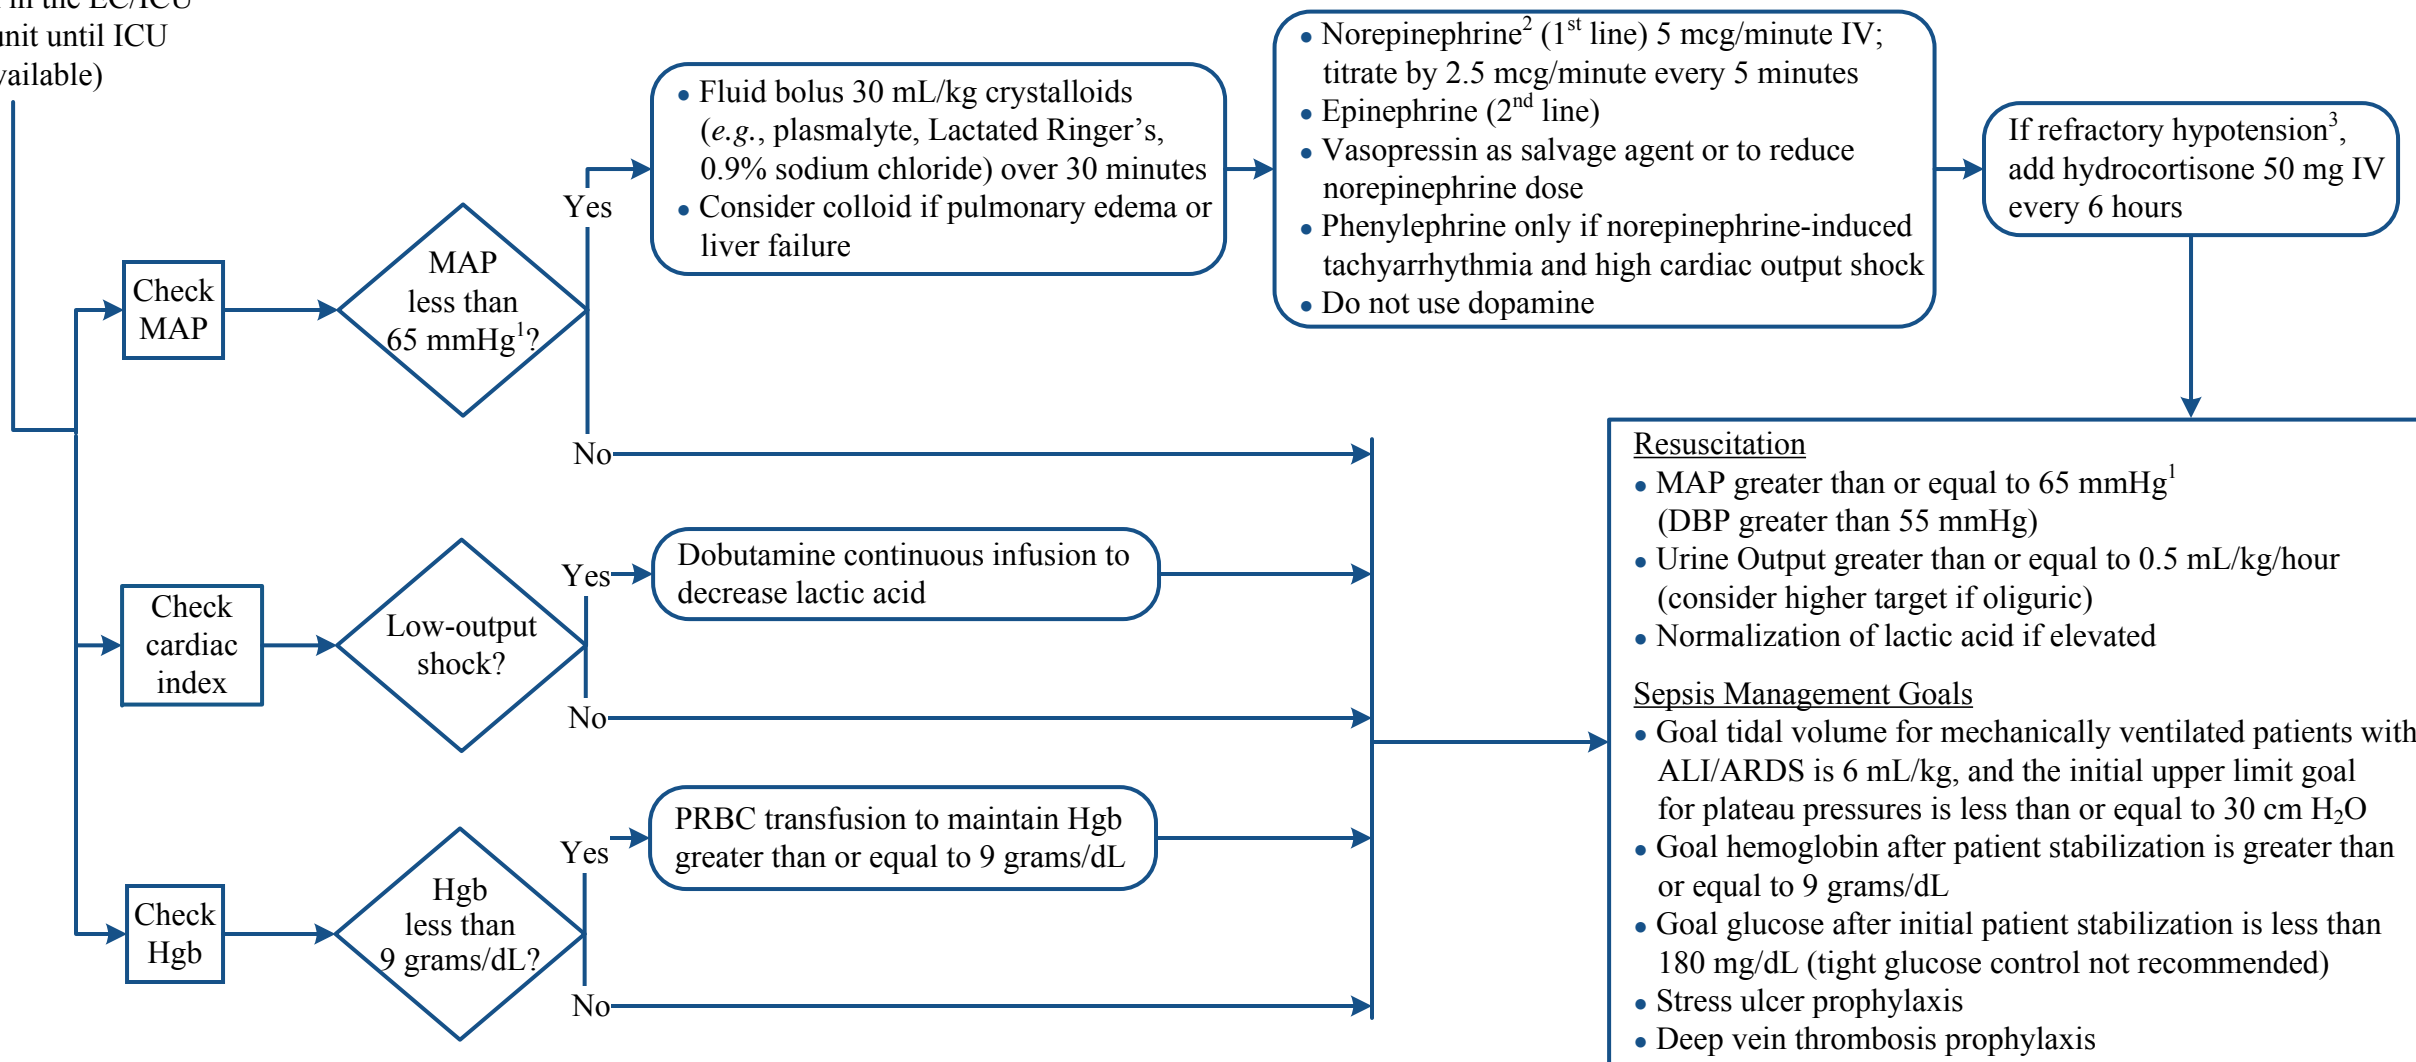 in the EC/ICU
unit until ICU
available)
Check
MAP
MAP
less than
65 mmHg¹?
Yes
No
• Fluid bolus 30 mL/kg crystalloids
(e.g., plasmalyte, Lactated Ringer’s,
0.9% sodium chloride) over 30 minutes
• Consider colloid if pulmonary edema or
liver failure
• Norepinephrine² (1st line) 5 mcg/minute IV;
titrate by 2.5 mcg/minute every 5 minutes
• Epinephrine (2nd line)
• Vasopressin as salvage agent or to reduce
norepinephrine dose
• Phenylephrine only if norepinephrine-induced
tachyarrhythmia and high cardiac output shock
• Do not use dopamine
If refractory hypotension³,
add hydrocortisone 50 mg IV
every 6 hours
Check
cardiac
index
Low-output
shock?
Yes
No
Dobutamine continuous infusion to
decrease lactic acid
Check
Hgb
Hgb
less than
9 grams/dL?
Yes
No
PRBC transfusion to maintain Hgb
greater than or equal to 9 grams/dL
Resuscitation
• MAP greater than or equal to 65 mmHg¹
(DBP greater than 55 mmHg)
• Urine Output greater than or equal to 0.5 mL/kg/hour
(consider higher target if oliguric)
• Normalization of lactic acid if elevated
Sepsis Management Goals
• Goal tidal volume for mechanically ventilated patients with
ALI/ARDS is 6 mL/kg, and the initial upper limit goal
for plateau pressures is less than or equal to 30 cm H₂O
• Goal hemoglobin after patient stabilization is greater than
or equal to 9 grams/dL
• Goal glucose after initial patient stabilization is less than
180 mg/dL (tight glucose control not recommended)
• Stress ulcer prophylaxis
• Deep vein thrombosis prophylaxis